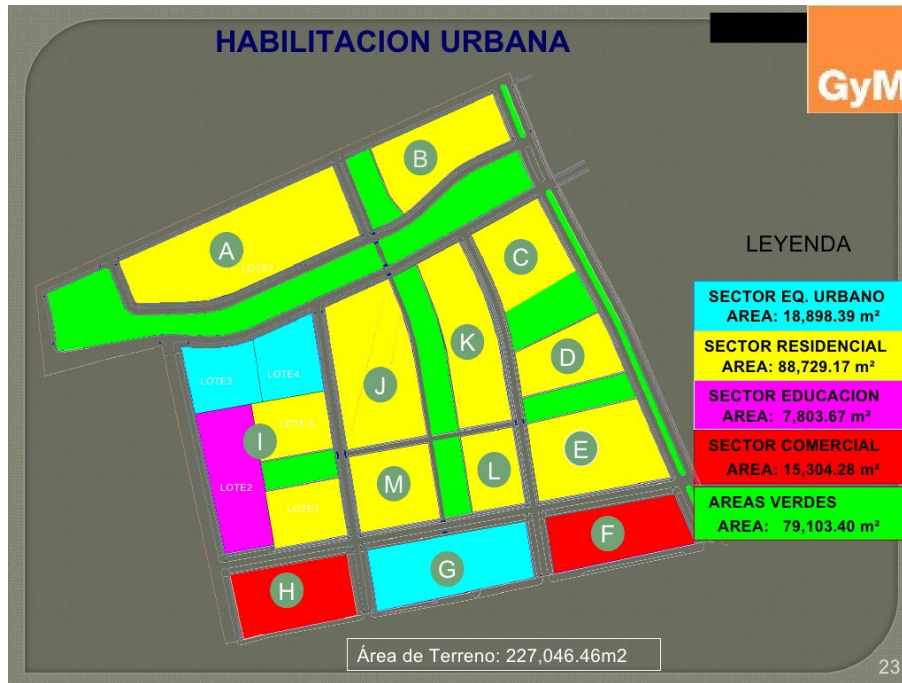 HABILITACION URBANA
GyM
B
A
LOTE1
C
LEYENDA
SECTOR EQ. URBANO
AREA: 18,898.39 m²
SECTOR RESIDENCIAL
AREA: 88,729.17 m²
SECTOR EDUCACION
AREA: 7,803.67 m²
SECTOR COMERCIAL
AREA: 15,304.28 m²
AREAS VERDES
AREA: 79,103.40 m²
K
D
J
LOTE3
LOTE4
I
LOTE 5
E
L
M
LOTE2
LOTE1
F
G
H
Área de Terreno: 227,046.46m2
23